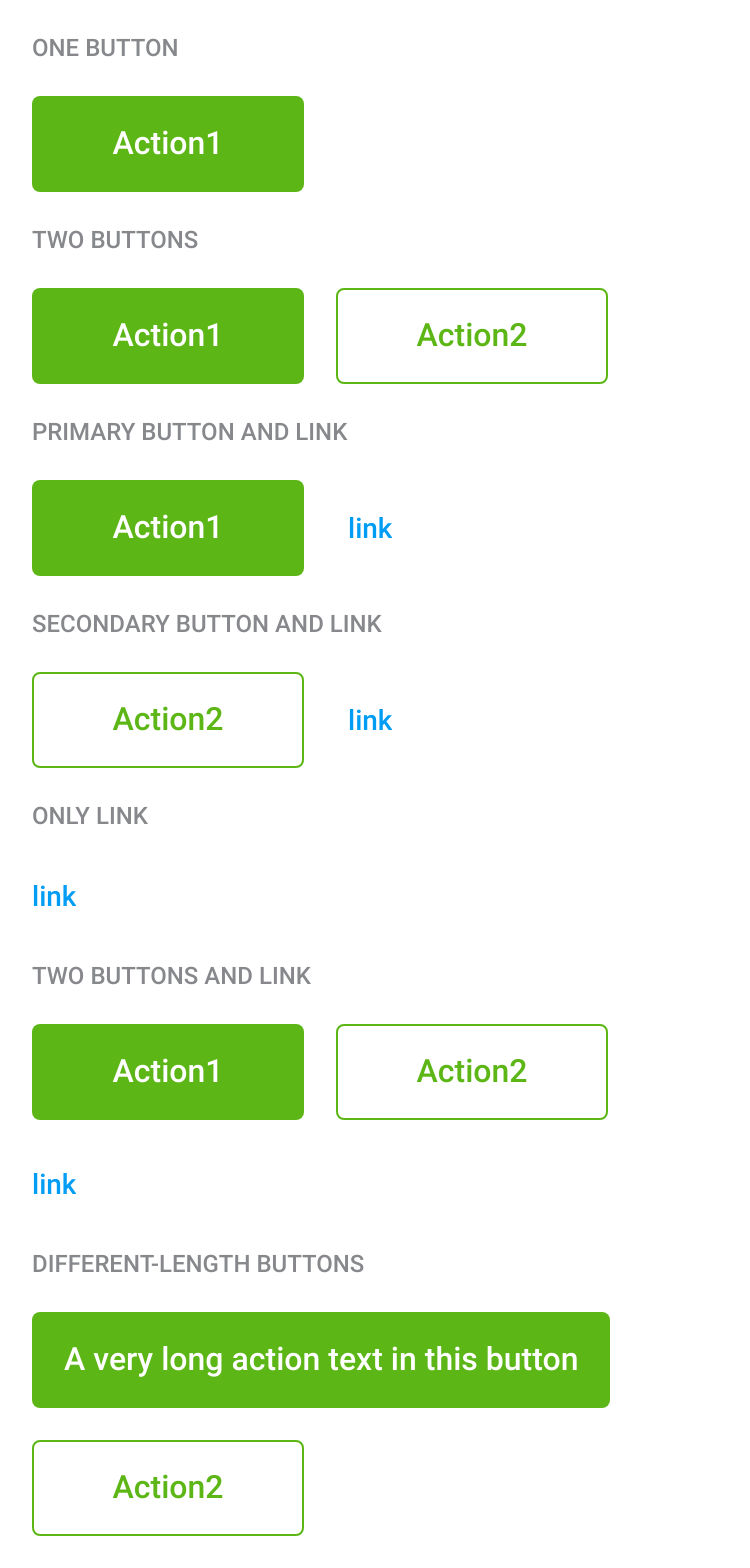 ONE BUTTON
Action1
TWO BUTTONS
Action1 Action2
PRIMARY BUTTON AND LINK
Action1 link
SECONDARY BUTTON AND LINK
Action2 link
ONLY LINK
link
TWO BUTTONS AND LINK
Action1 Action2
link
DIFFERENT-LENGTH BUTTONS
A very long action text in this button
Action2